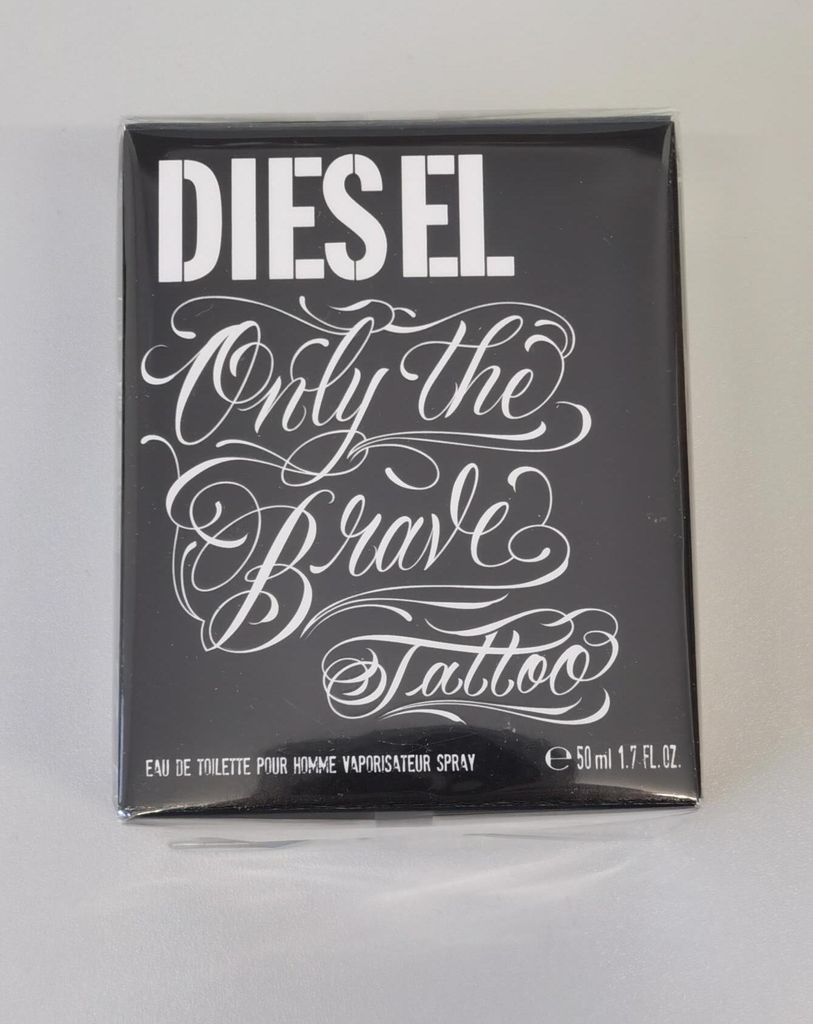 DIESEL
Only the
Brave
Tattoo
EAU DE TOILETTE POUR HOMME VAPORISATEUR SPRAY
℮ 50 ml 1.7 FL.OZ.